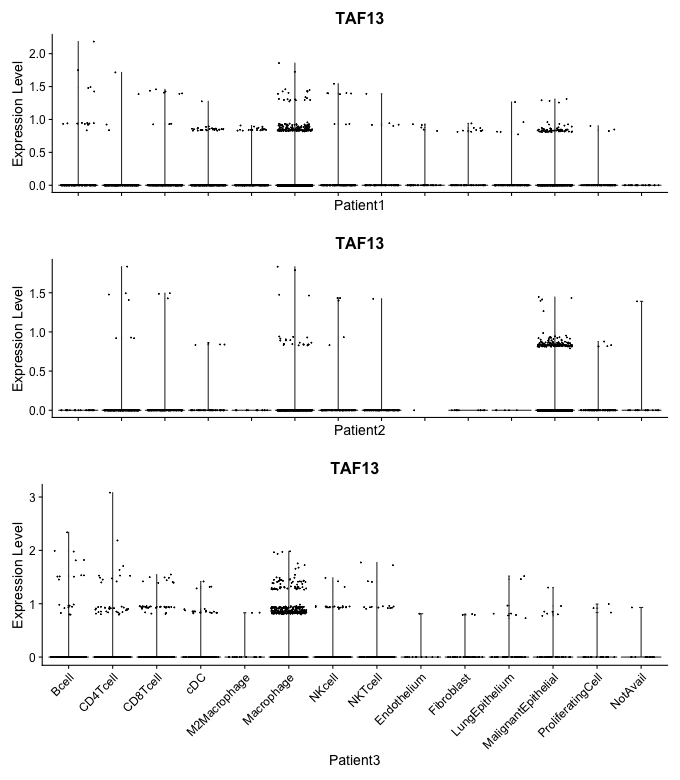 TAF13
Expression Level
2.0
1.5
1.0
0.5
0.0
Patient1
TAF13
Expression Level
1.5
1.0
0.5
0.0
Patient2
TAF13
Expression Level
3
2
1
0
Bcell
CD4Tcell
CD8Tcell
cDC
M2Macrophage
Macrophage
NKcell
NKTcell
Endothelium
Fibroblast
LungEpithelium
MalignantEpithelial
ProliferatingCell
NotAvail
Patient3